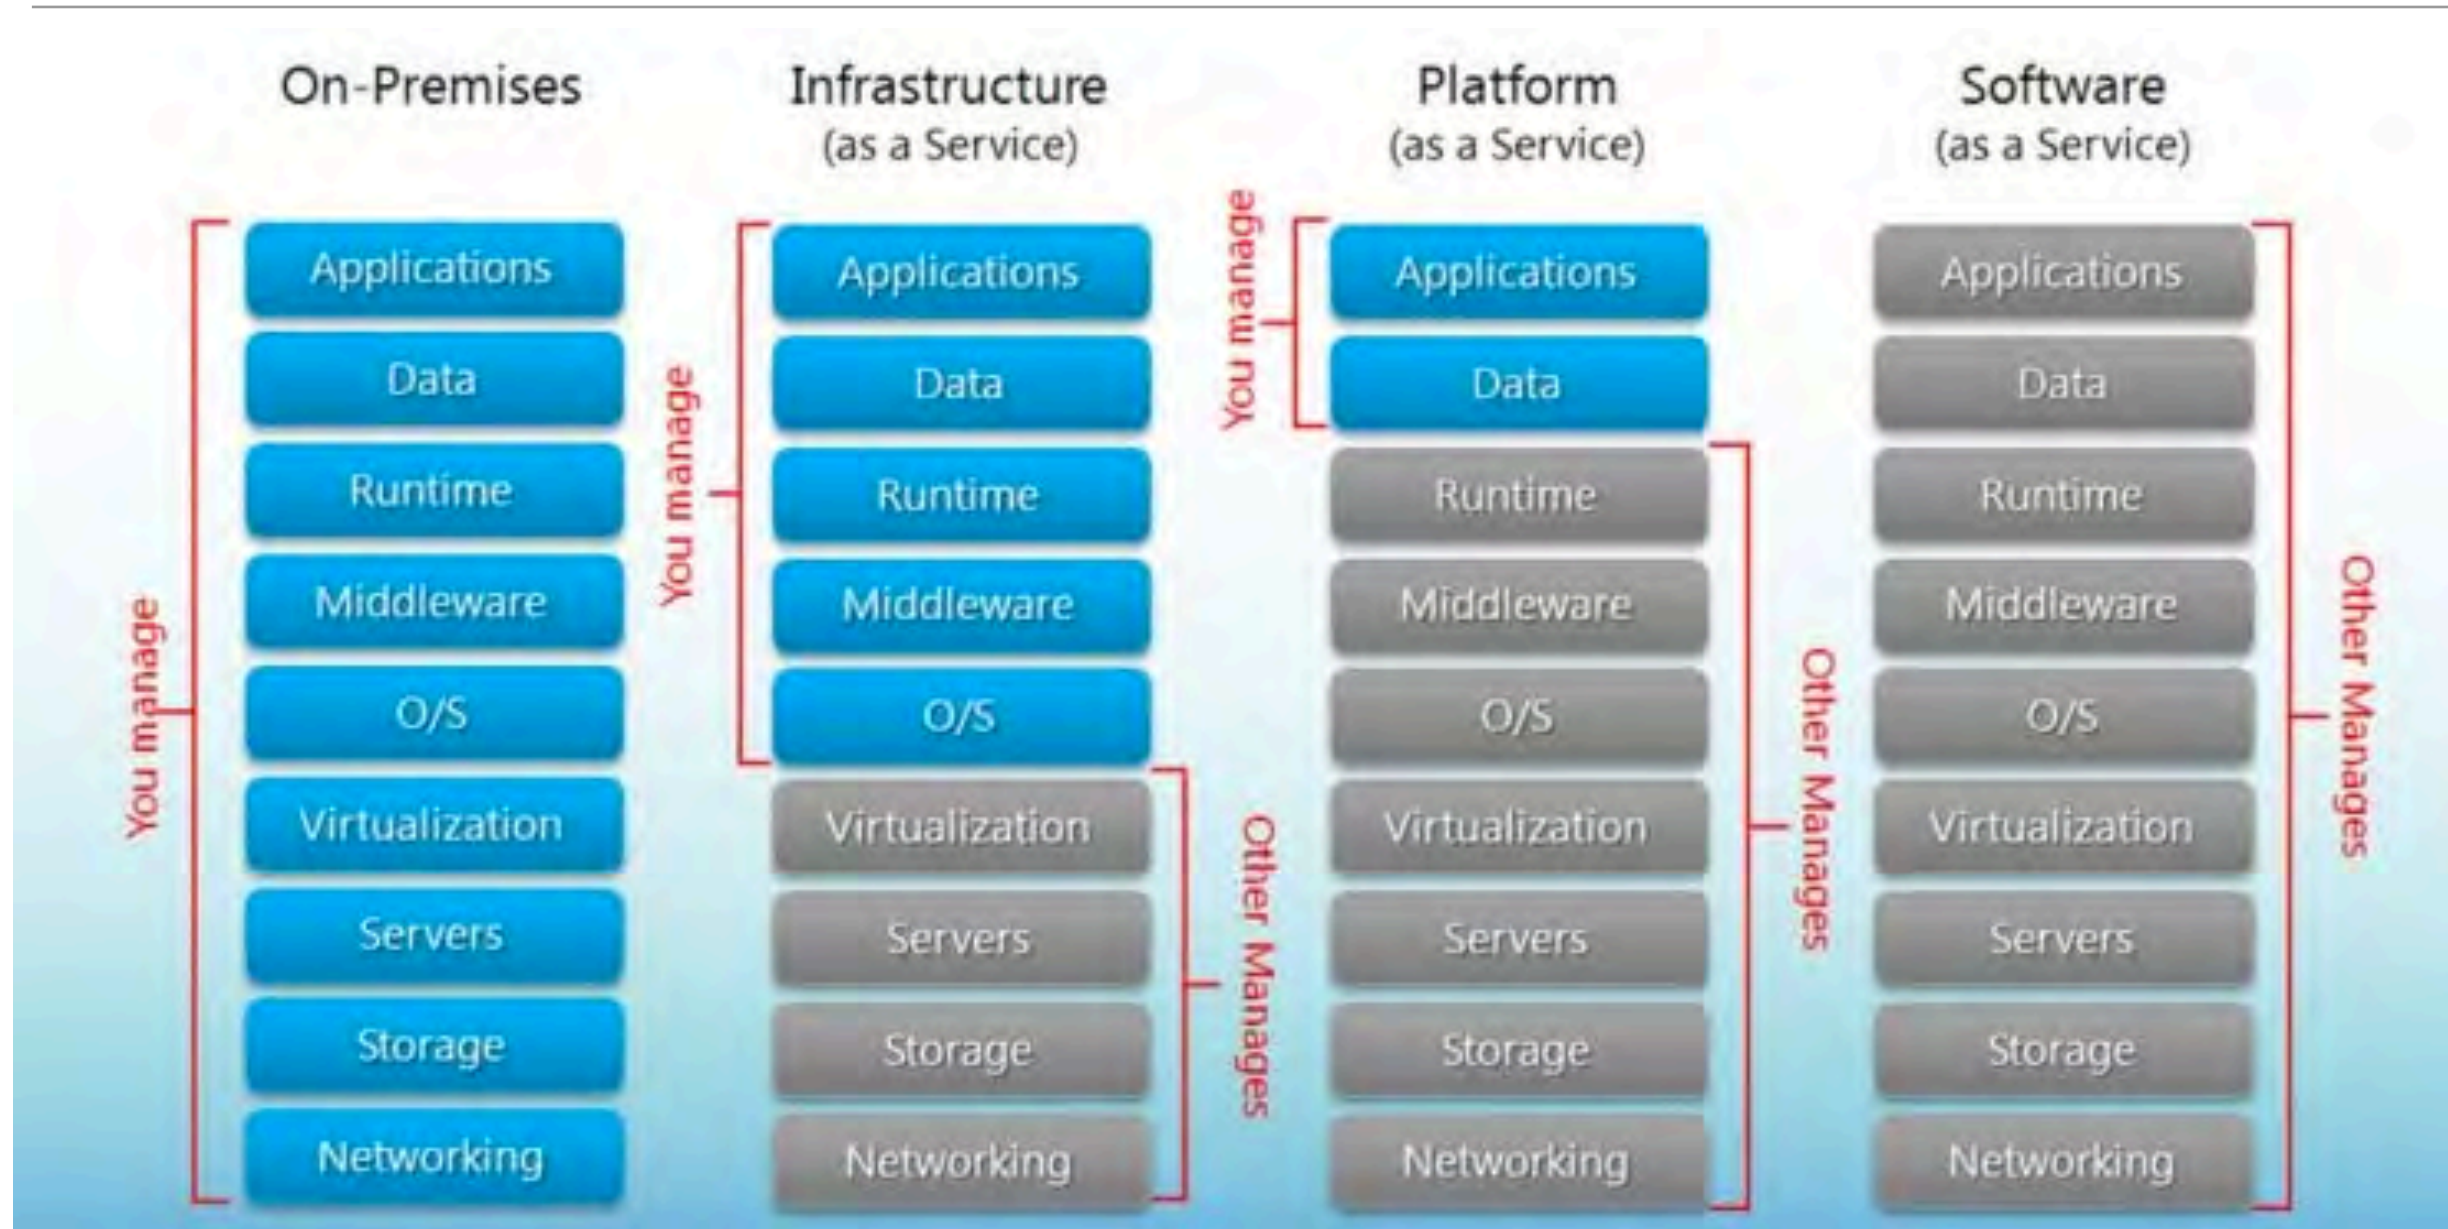 On-Premises
You manage
Applications
Data
Runtime
Middleware
O/S
Virtualization
Servers
Storage
Networking
Infrastructure
(as a Service)
You manage
Applications
Data
Runtime
Middleware
O/S
Virtualization
Servers
Storage
Networking
Other Manages
Platform
(as a Service)
You manage
Applications
Data
Runtime
Middleware
O/S
Virtualization
Servers
Storage
Networking
Other Manages
Software
(as a Service)
Applications
Data
Runtime
Middleware
O/S
Virtualization
Servers
Storage
Networking
Other Manages